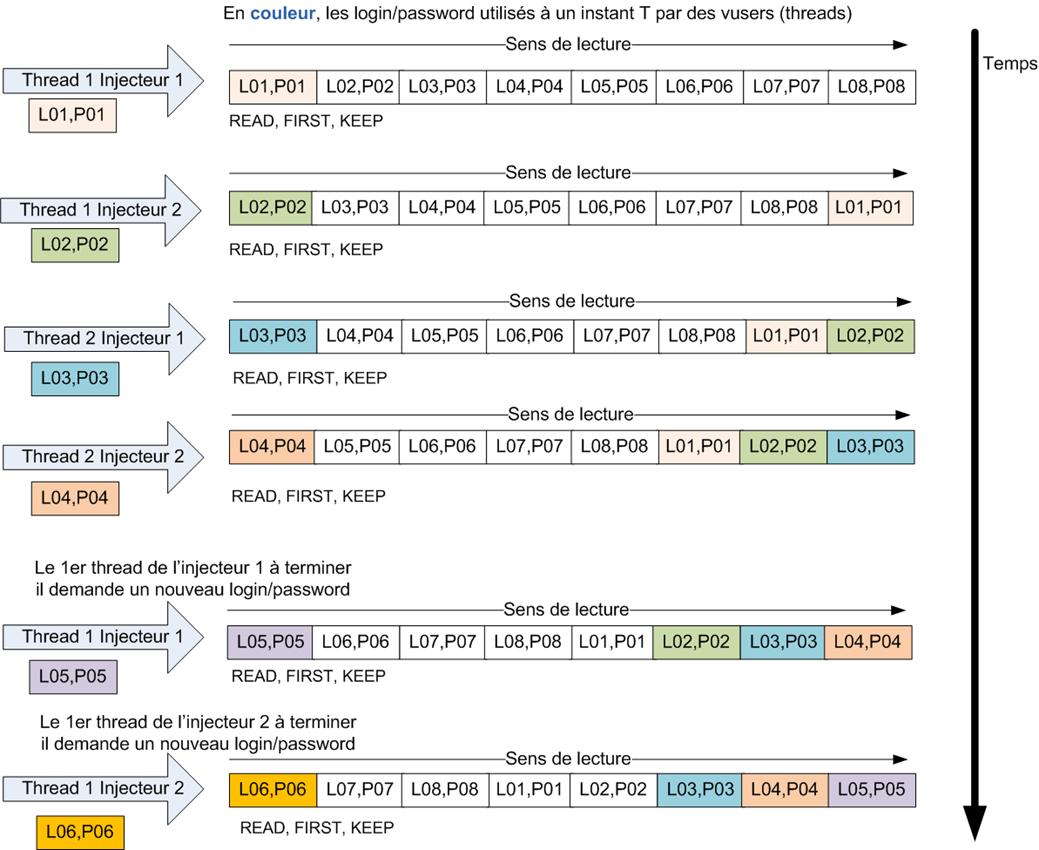 En couleur, les login/password utilisés à un instant T par des vusers (threads)
Sens de lecture
Temps
Thread 1 Injecteur 1
L01,P01 L02,P02 L03,P03 L04,P04 L05,P05 L06,P06 L07,P07 L08,P08
L01,P01
READ, FIRST, KEEP
Sens de lecture
Thread 1 Injecteur 2
L02,P02 L03,P03 L04,P04 L05,P05 L06,P06 L07,P07 L08,P08 L01,P01
L02,P02
READ, FIRST, KEEP
Sens de lecture
Thread 2 Injecteur 1
L03,P03 L04,P04 L05,P05 L06,P06 L07,P07 L08,P08 L01,P01 L02,P02
L03,P03
READ, FIRST, KEEP
Sens de lecture
Thread 2 Injecteur 2
L04,P04 L05,P05 L06,P06 L07,P07 L08,P08 L01,P01 L02,P02 L03,P03
L04,P04
READ, FIRST, KEEP
Le 1er thread de l'injecteur 1 à terminer
il demande un nouveau login/password
Sens de lecture
Thread 1 Injecteur 1
L05,P05 L06,P06 L07,P07 L08,P08 L01,P01 L02,P02 L03,P03 L04,P04
L05,P05
READ, FIRST, KEEP
Le 1er thread de l'injecteur 2 à terminer
il demande un nouveau login/password
Sens de lecture
Thread 1 Injecteur 2
L06,P06 L07,P07 L08,P08 L01,P01 L02,P02 L03,P03 L04,P04 L05,P05
L06,P06
READ, FIRST, KEEP